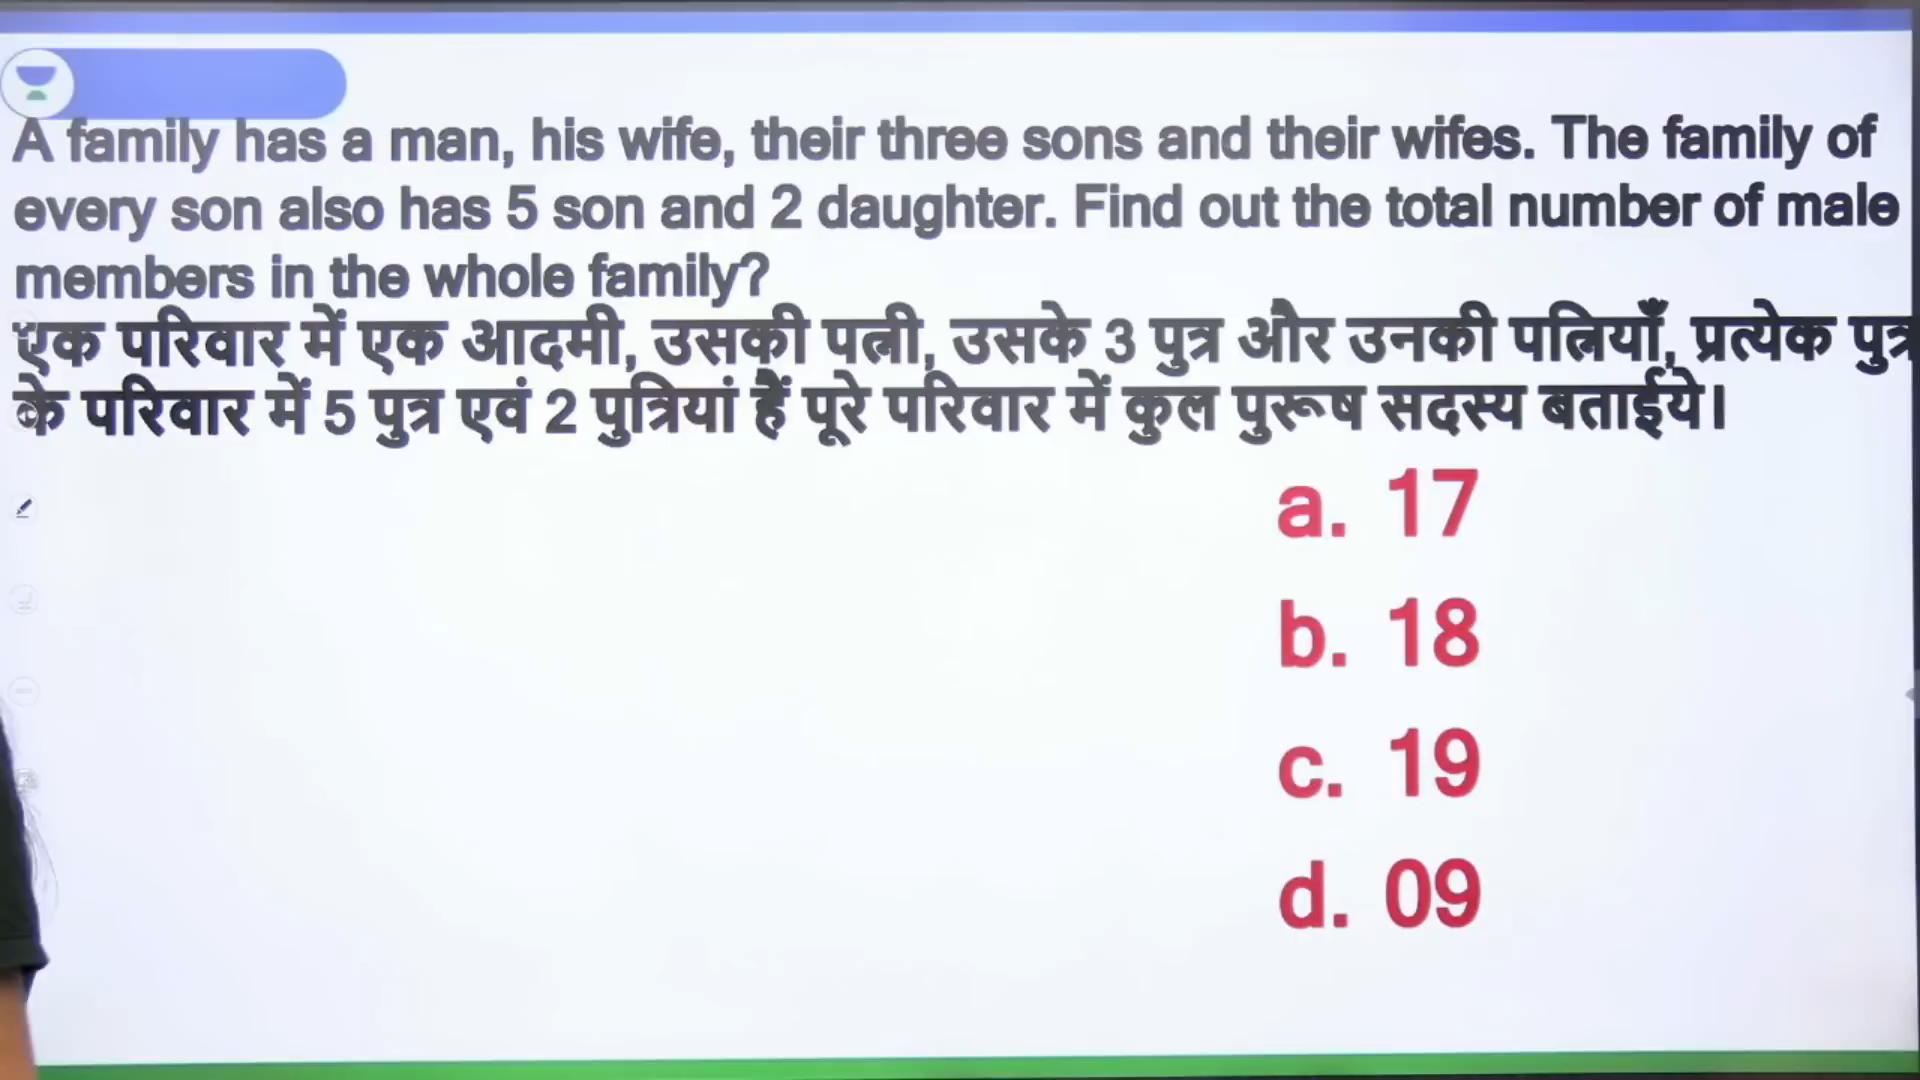 A family has a man, his wife, their three sons and their wifes. The family of
every son also has 5 son and 2 daughter. Find out the total number of male
members in the whole family?
एक परिवार में एक आदमी, उसकी पत्नी, उसके 3 पुत्र और उनकी पत्नियाँ, प्रत्येक पुत्र
के परिवार में 5 पुत्र एवं 2 पुत्रियां हैं पूरे परिवार में कुल पुरूष सदस्य बताईये।
a. 17
b. 18
c. 19
d. 09